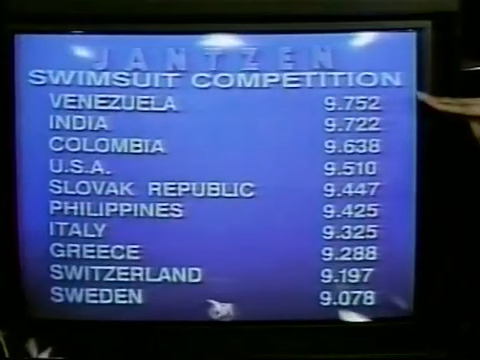 JANTZEN
SWIMSUIT COMPETITION
VENEZUELA 9.752
INDIA 9.722
COLOMBIA 9.638
U.S.A. 9.510
SLOVAK REPUBLIC 9.447
PHILIPPINES 9.425
ITALY 9.325
GREECE 9.288
SWITZERLAND 9.197
SWEDEN 9.078